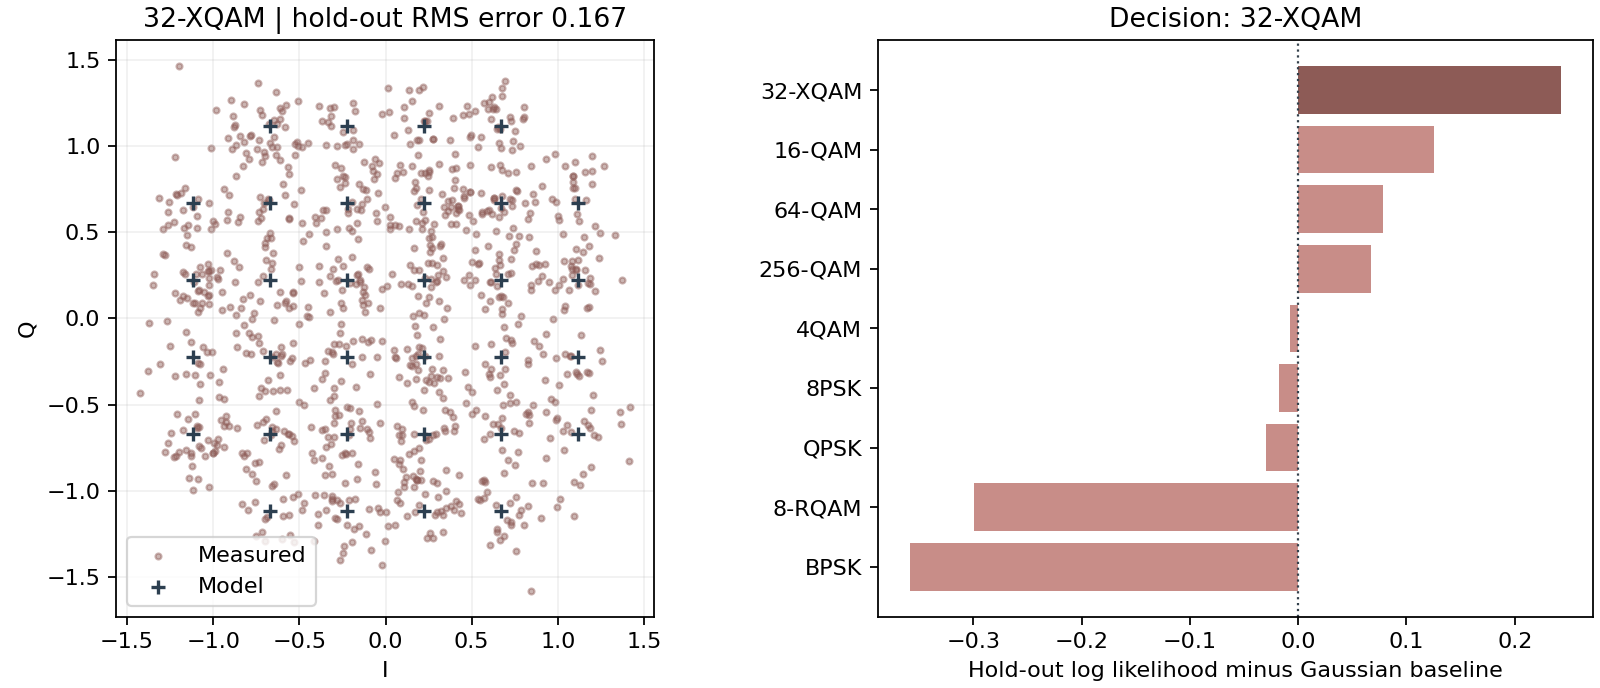 32-XQAM | hold-out RMS error 0.167
1.5
1.0
0.5
0.0
−0.5
−1.0
−1.5
Q
Measured
Model
−1.5
−1.0
−0.5
0.0
0.5
1.0
1.5
I
Decision: 32-XQAM
32-XQAM
16-QAM
64-QAM
256-QAM
4QAM
8PSK
QPSK
8-RQAM
BPSK
−0.3
−0.2
−0.1
0.0
0.1
0.2
Hold-out log likelihood minus Gaussian baseline